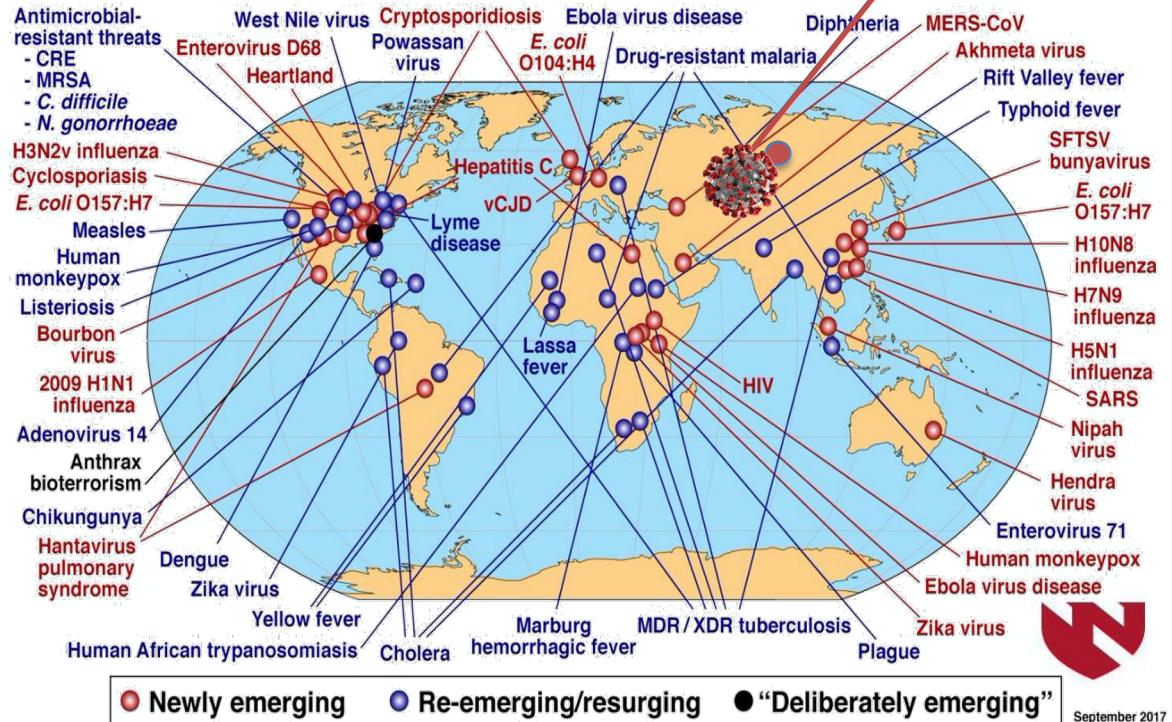 Antimicrobial-
resistant threats
- CRE
- MRSA
- C. difficile
- N. gonorrhoeae
West Nile virus
Enterovirus D68
Heartland
Cryptosporidiosis
Powassan
virus
E. coli
O104:H4
Ebola virus disease
Drug-resistant malaria
Diphtheria
MERS-CoV
Akhmeta virus
Rift Valley fever
Typhoid fever
H3N2v influenza
Cyclosporiasis
E. coli O157:H7
Measles
Human
monkeypox
Listeriosis
Bourbon
virus
2009 H1N1
influenza
Adenovirus 14
Anthrax
bioterrorism
Chikungunya
Hantavirus
pulmonary
syndrome
Dengue
Zika virus
Yellow fever
Human African trypanosomiasis
Cholera
Hepatitis C
vCJD
Lyme
disease
Lassa
fever
HIV
SFTSV
bunyavirus
E. coli
O157:H7
H10N8
influenza
H7N9
influenza
H5N1
influenza
SARS
Nipah
virus
Hendra
virus
Enterovirus 71
Human monkeypox
Ebola virus disease
Zika virus
Plague
MDR / XDR tuberculosis
Marburg
hemorrhagic fever
Newly emerging
Re-emerging/resurging
“Deliberately emerging”
N
September 2017